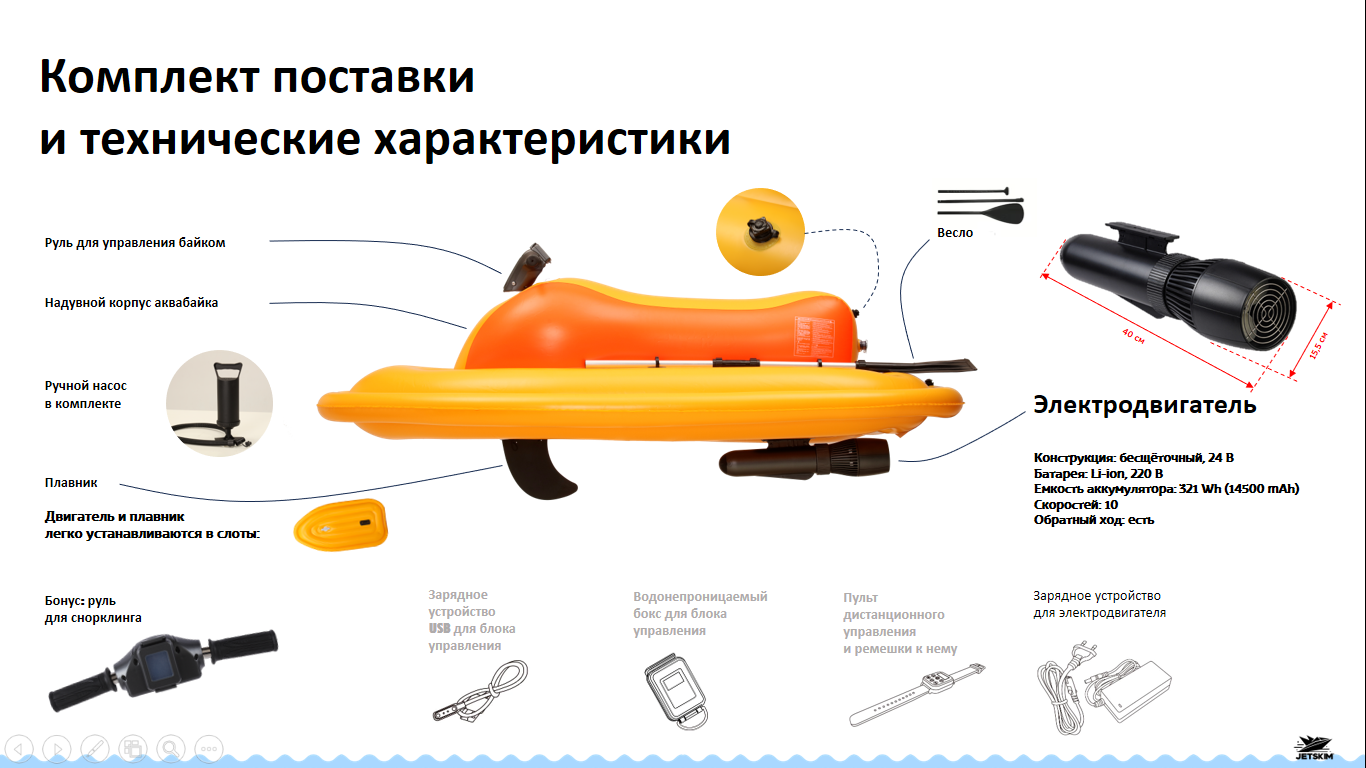 Комплект поставки
и технические характеристики
Руль для управления байком
Надувной корпус аквабайка
Ручной насос
в комплекте
Плавник
Двигатель и плавник
легко устанавливаются в слоты:
Весло
40 см
15,5 см
Электродвигатель
Конструкция: бесщёточный, 24 В
Батарея: Li-ion, 220 В
Емкость аккумулятора: 321 Wh (14500 mAh)
Скоростей: 10
Обратный ход: есть
Бонус: руль
для снорклинга
Зарядное
устройство
USB для блока
управления
Водонепроницаемый
бокс для блока
управления
Пульт
дистанционного
управления
и ремешки к нему
Зарядное устройство
для электродвигателя
JETSKIM